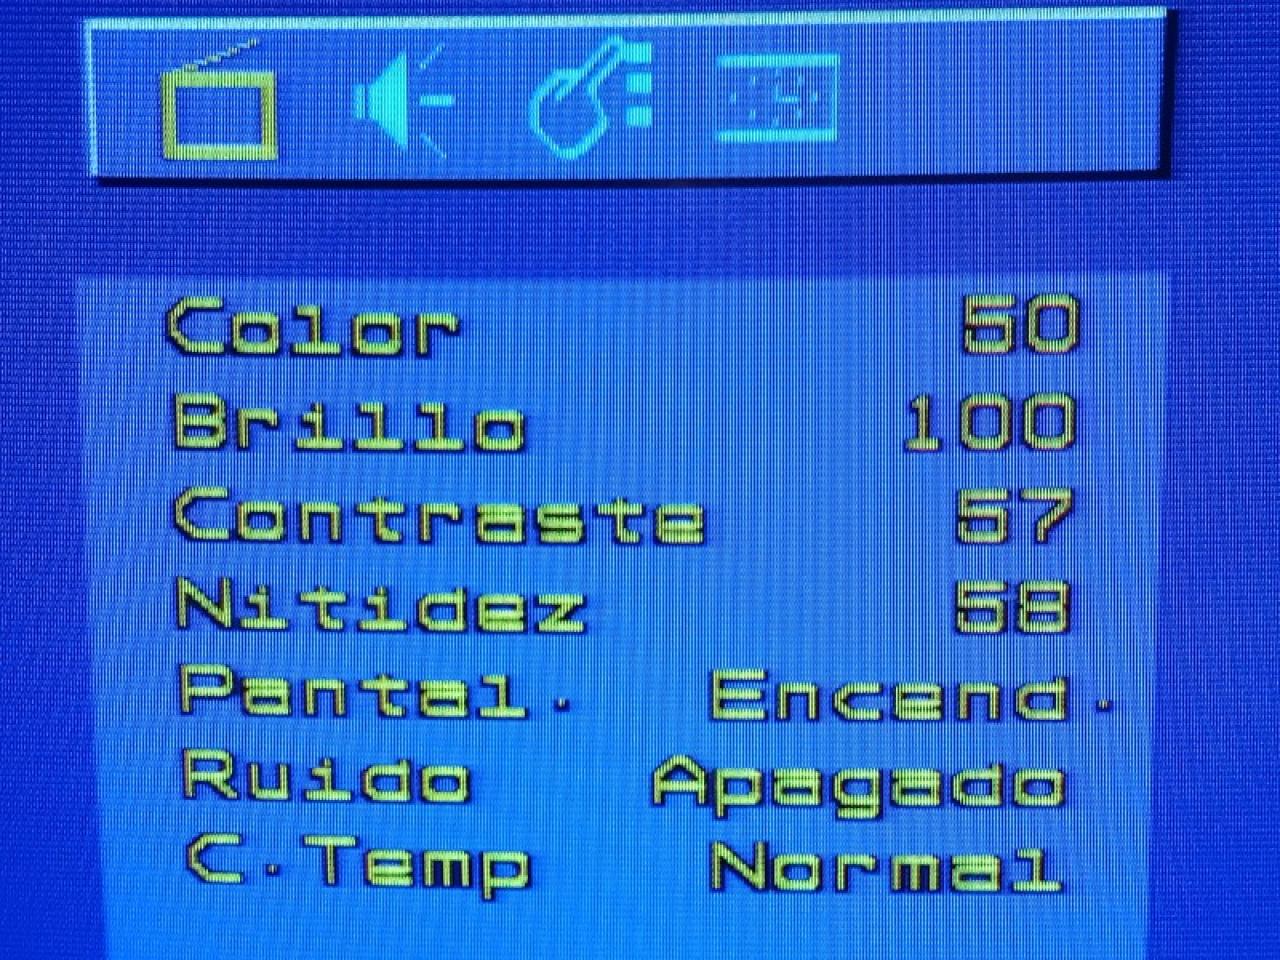 Color 50
Brillo 100
Contraste 57
Nitidez 58
Pantal. Encend.
Ruido Apagado
C.Temp Normal